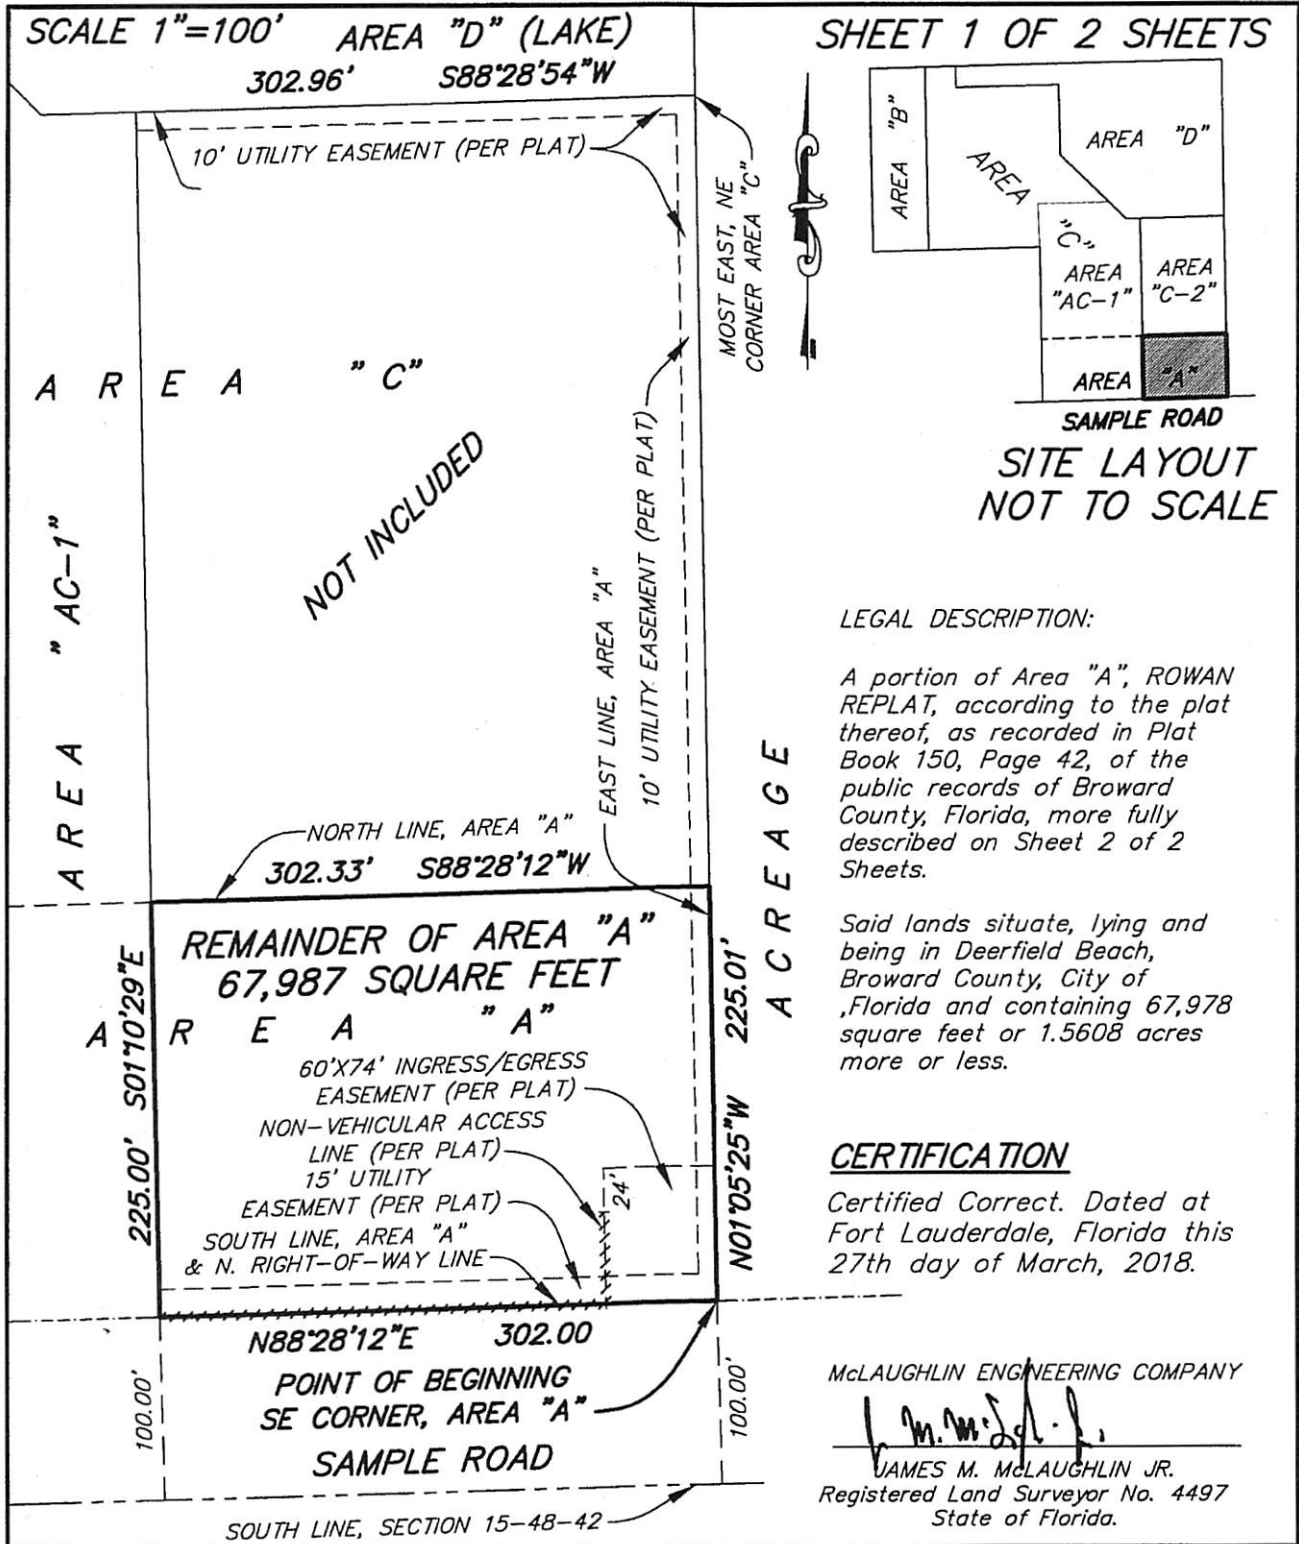 SCALE 1"=100'
AREA "D" (LAKE)
302.96' S88°28'54"W
10' UTILITY EASEMENT (PER PLAT)
MOST EAST, NE
CORNER AREA "C"
AREA "C"
NOT INCLUDED
AREA "AC-1"
EAST LINE, AREA "A"
10' UTILITY EASEMENT (PER PLAT)
NORTH LINE, AREA "A"
302.33' S88°28'12"W
REMAINDER OF AREA "A"
67,987 SQUARE FEET
AREA "A"
225.00' S01°10'29"E
60'X74' INGRESS/EGRESS
EASEMENT (PER PLAT)
NON-VEHICULAR ACCESS
LINE (PER PLAT)
15' UTILITY
EASEMENT (PER PLAT)
SOUTH LINE, AREA "A"
& N. RIGHT-OF-WAY LINE
24'
N01°05'25"W 225.01'
ACREAGE
N88°28'12"E 302.00
POINT OF BEGINNING
SE CORNER, AREA "A"
SAMPLE ROAD
100.00'
100.00'
SOUTH LINE, SECTION 15-48-42
SHEET 1 OF 2 SHEETS
AREA "B"
AREA
"C"
AREA "D"
AREA
"AC-1"
AREA
"C-2"
AREA "A"
SAMPLE ROAD
SITE LAYOUT
NOT TO SCALE
LEGAL DESCRIPTION:
A portion of Area "A", ROWAN
REPLAT, according to the plat
thereof, as recorded in Plat
Book 150, Page 42, of the
public records of Broward
County, Florida, more fully
described on Sheet 2 of 2
Sheets.
Said lands situate, lying and
being in Deerfield Beach,
Broward County, City of
,Florida and containing 67,978
square feet or 1.5608 acres
more or less.
CERTIFICATION
Certified Correct. Dated at
Fort Lauderdale, Florida this
27th day of March, 2018.
McLAUGHLIN ENGINEERING COMPANY
JAMES M. McLAUGHLIN JR.
Registered Land Surveyor No. 4497
State of Florida.